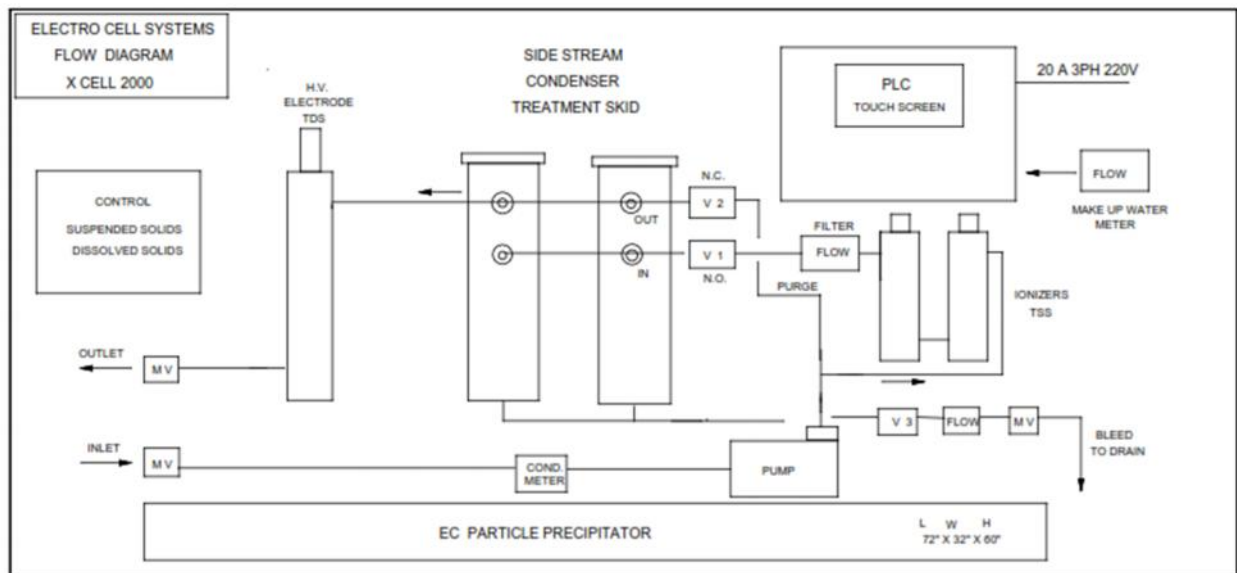 ELECTRO CELL SYSTEMS
FLOW DIAGRAM
X CELL 2000
SIDE STREAM
CONDENSER
TREATMENT SKID
H.V.
ELECTRODE
TDS
PLC
TOUCH SCREEN
20 A 3PH 220V
FLOW
MAKE UP WATER
METER
CONTROL
SUSPENDED SOLIDS
DISSOLVED SOLIDS
N.C.
V 2
OUT
FILTER
FLOW
V 1
IN
N.O.
PURGE
IONIZERS
TSS
OUTLET
M V
V 3
FLOW
M V
BLEED
TO DRAIN
INLET
M V
COND.
METER
PUMP
EC PARTICLE PRECIPITATOR
L W H
72" X 32" X 60"